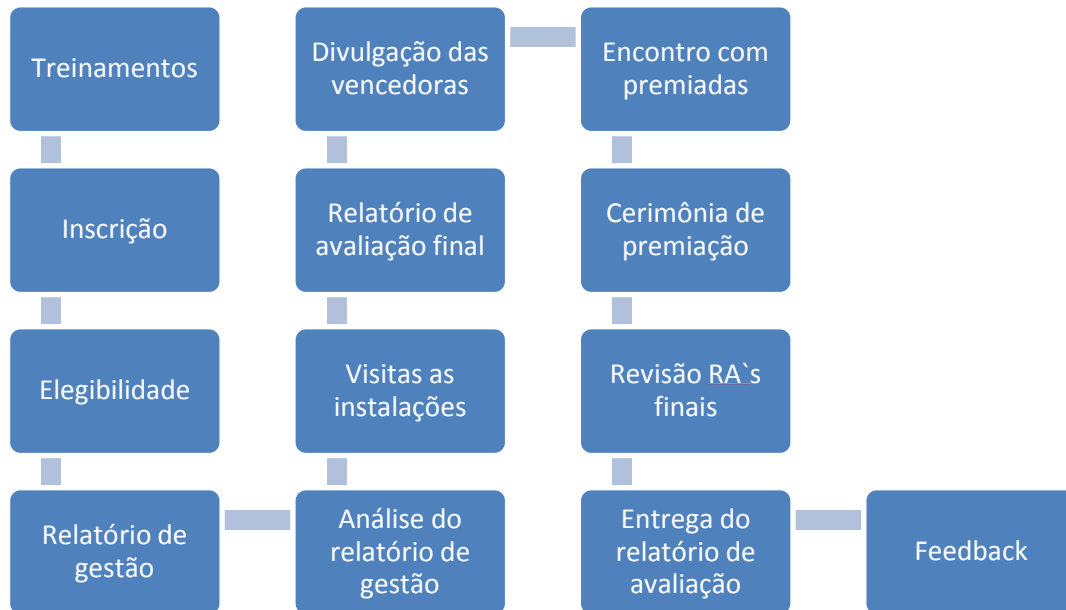 Treinamentos
Inscrição
Elegibilidade
Relatório de
gestão
Análise do
relatório de
gestão
Visitas as
instalações
Relatório de
avaliação final
Divulgação das
vencedoras
Encontro com
premiadas
Cerimônia de
premiação
Revisão RA`s
finais
Entrega do
relatório de
avaliação
Feedback